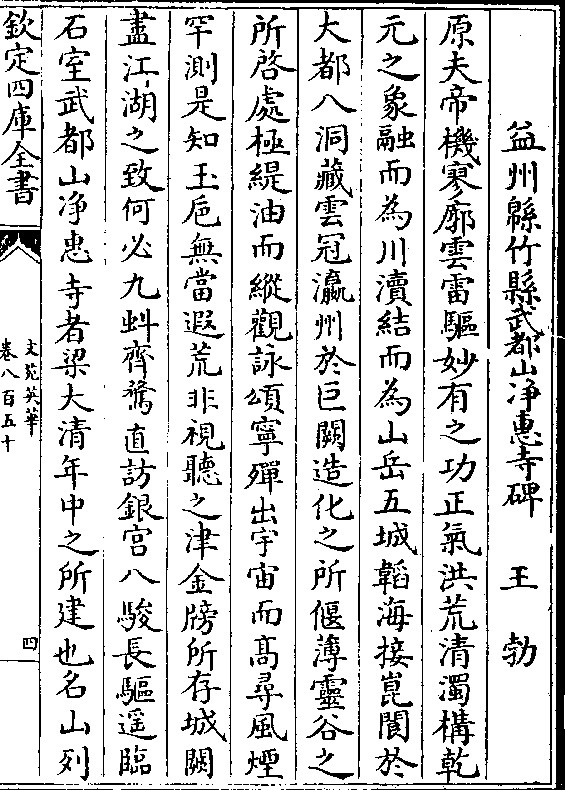 益州綿竹縣武都山净惠寺碑　王勃
原夫帝機寥廓雲雷驅妙有之功正氣洪荒清濁構乾
元之象融而為川瀆結而為山岳五城韜海接崑閬於
大都八洞藏雲冠瀛州於巨闕造化之所偃薄靈谷之
所啓處極緹油而縱觀詠頌寧殫出宇宙而髙尋風煙
罕測是知玉巵無當遐荒非視聽之津金牓所存城闕
盡江湖之致何必九虯齊騖直訪銀宫八駿長驅遥臨
石室武都山净惠寺者梁大清年中之所建也名山列
欽定四庫全書
文苑英華
卷八百五十
四